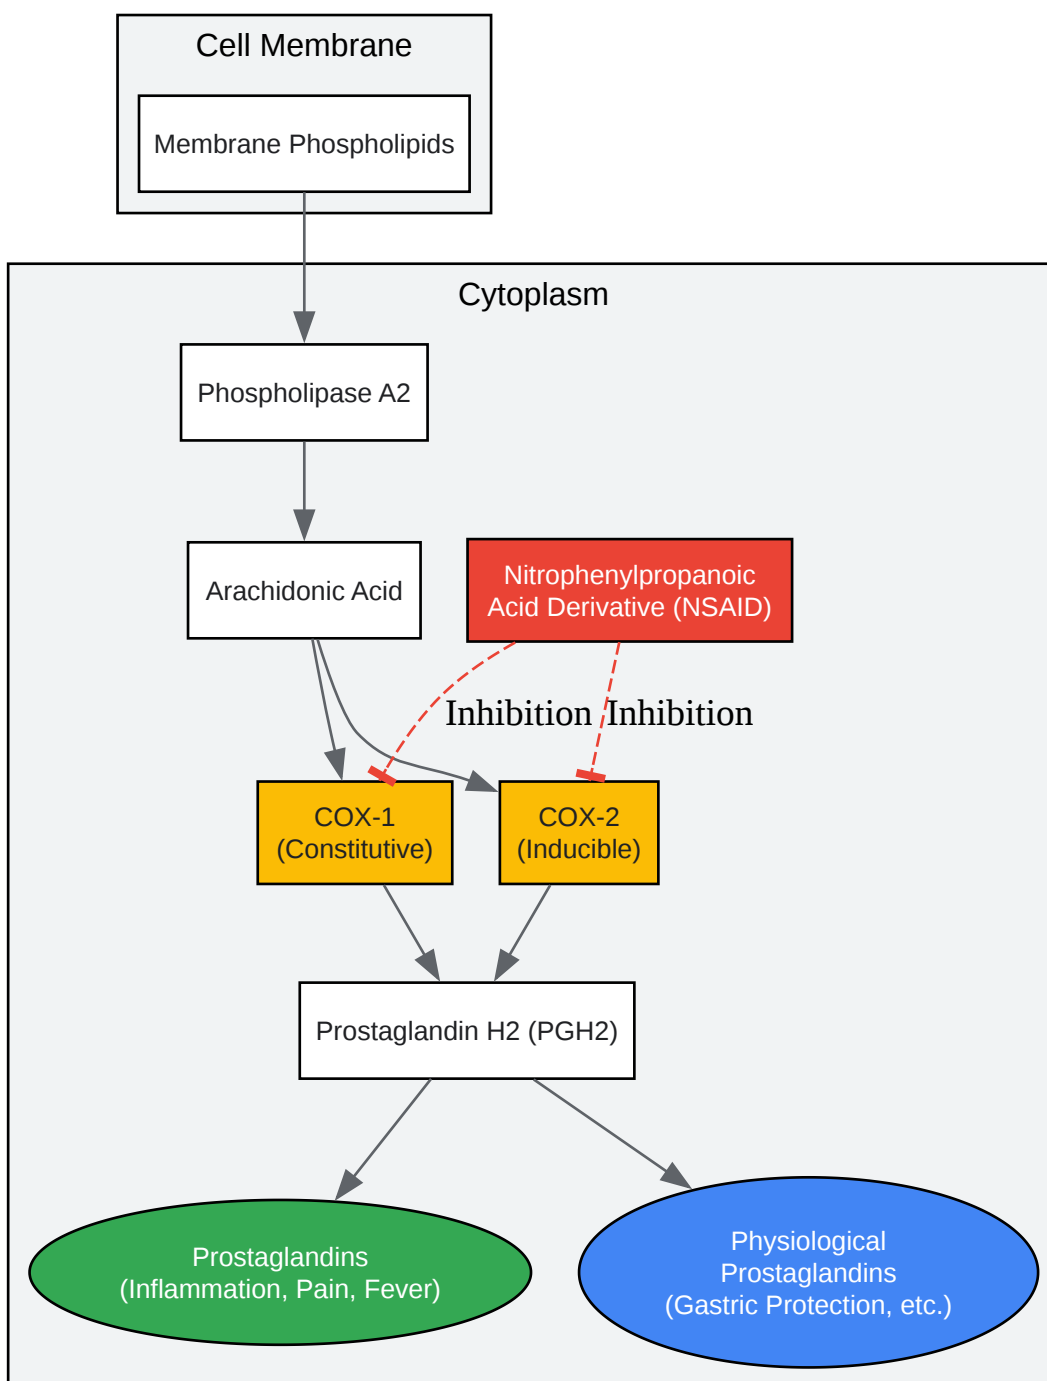 Cell Membrane
Membrane Phospholipids
Cytoplasm
Phospholipase A2
Arachidonic Acid
Nitrophenylpropanoic
Acid Derivative (NSAID)
Inhibition
Inhibition
COX-1
(Constitutive)
COX-2
(Inducible)
Prostaglandin H2 (PGH2)
Prostaglandins
(Inflammation, Pain, Fever)
Physiological
Prostaglandins
(Gastric Protection, etc.)